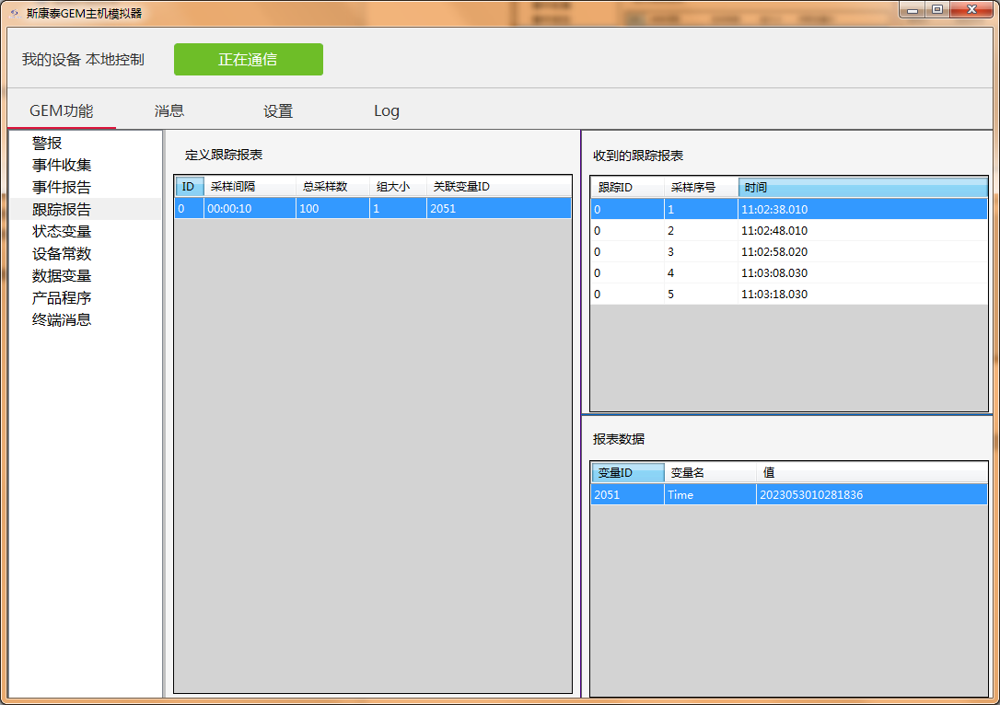 斯康泰GEM主机模拟器
我的设备 本地控制 正在通信
GEM功能 消息 设置 Log
警报
事件收集
事件报告
跟踪报告
状态变量
设备常数
数据变量
产品程序
终端消息
定义跟踪报表
ID 采样间隔 总采样数 组大小 关联变量ID
0 00:00:10 100 1 2051
收到的跟踪报表
跟踪ID 采样序号 时间
0 1 11:02:38.010
0 2 11:02:48.010
0 3 11:02:58.020
0 4 11:03:08.030
0 5 11:03:18.030
报表数据
变量ID 变量名 值
2051 Time 2023053010281836